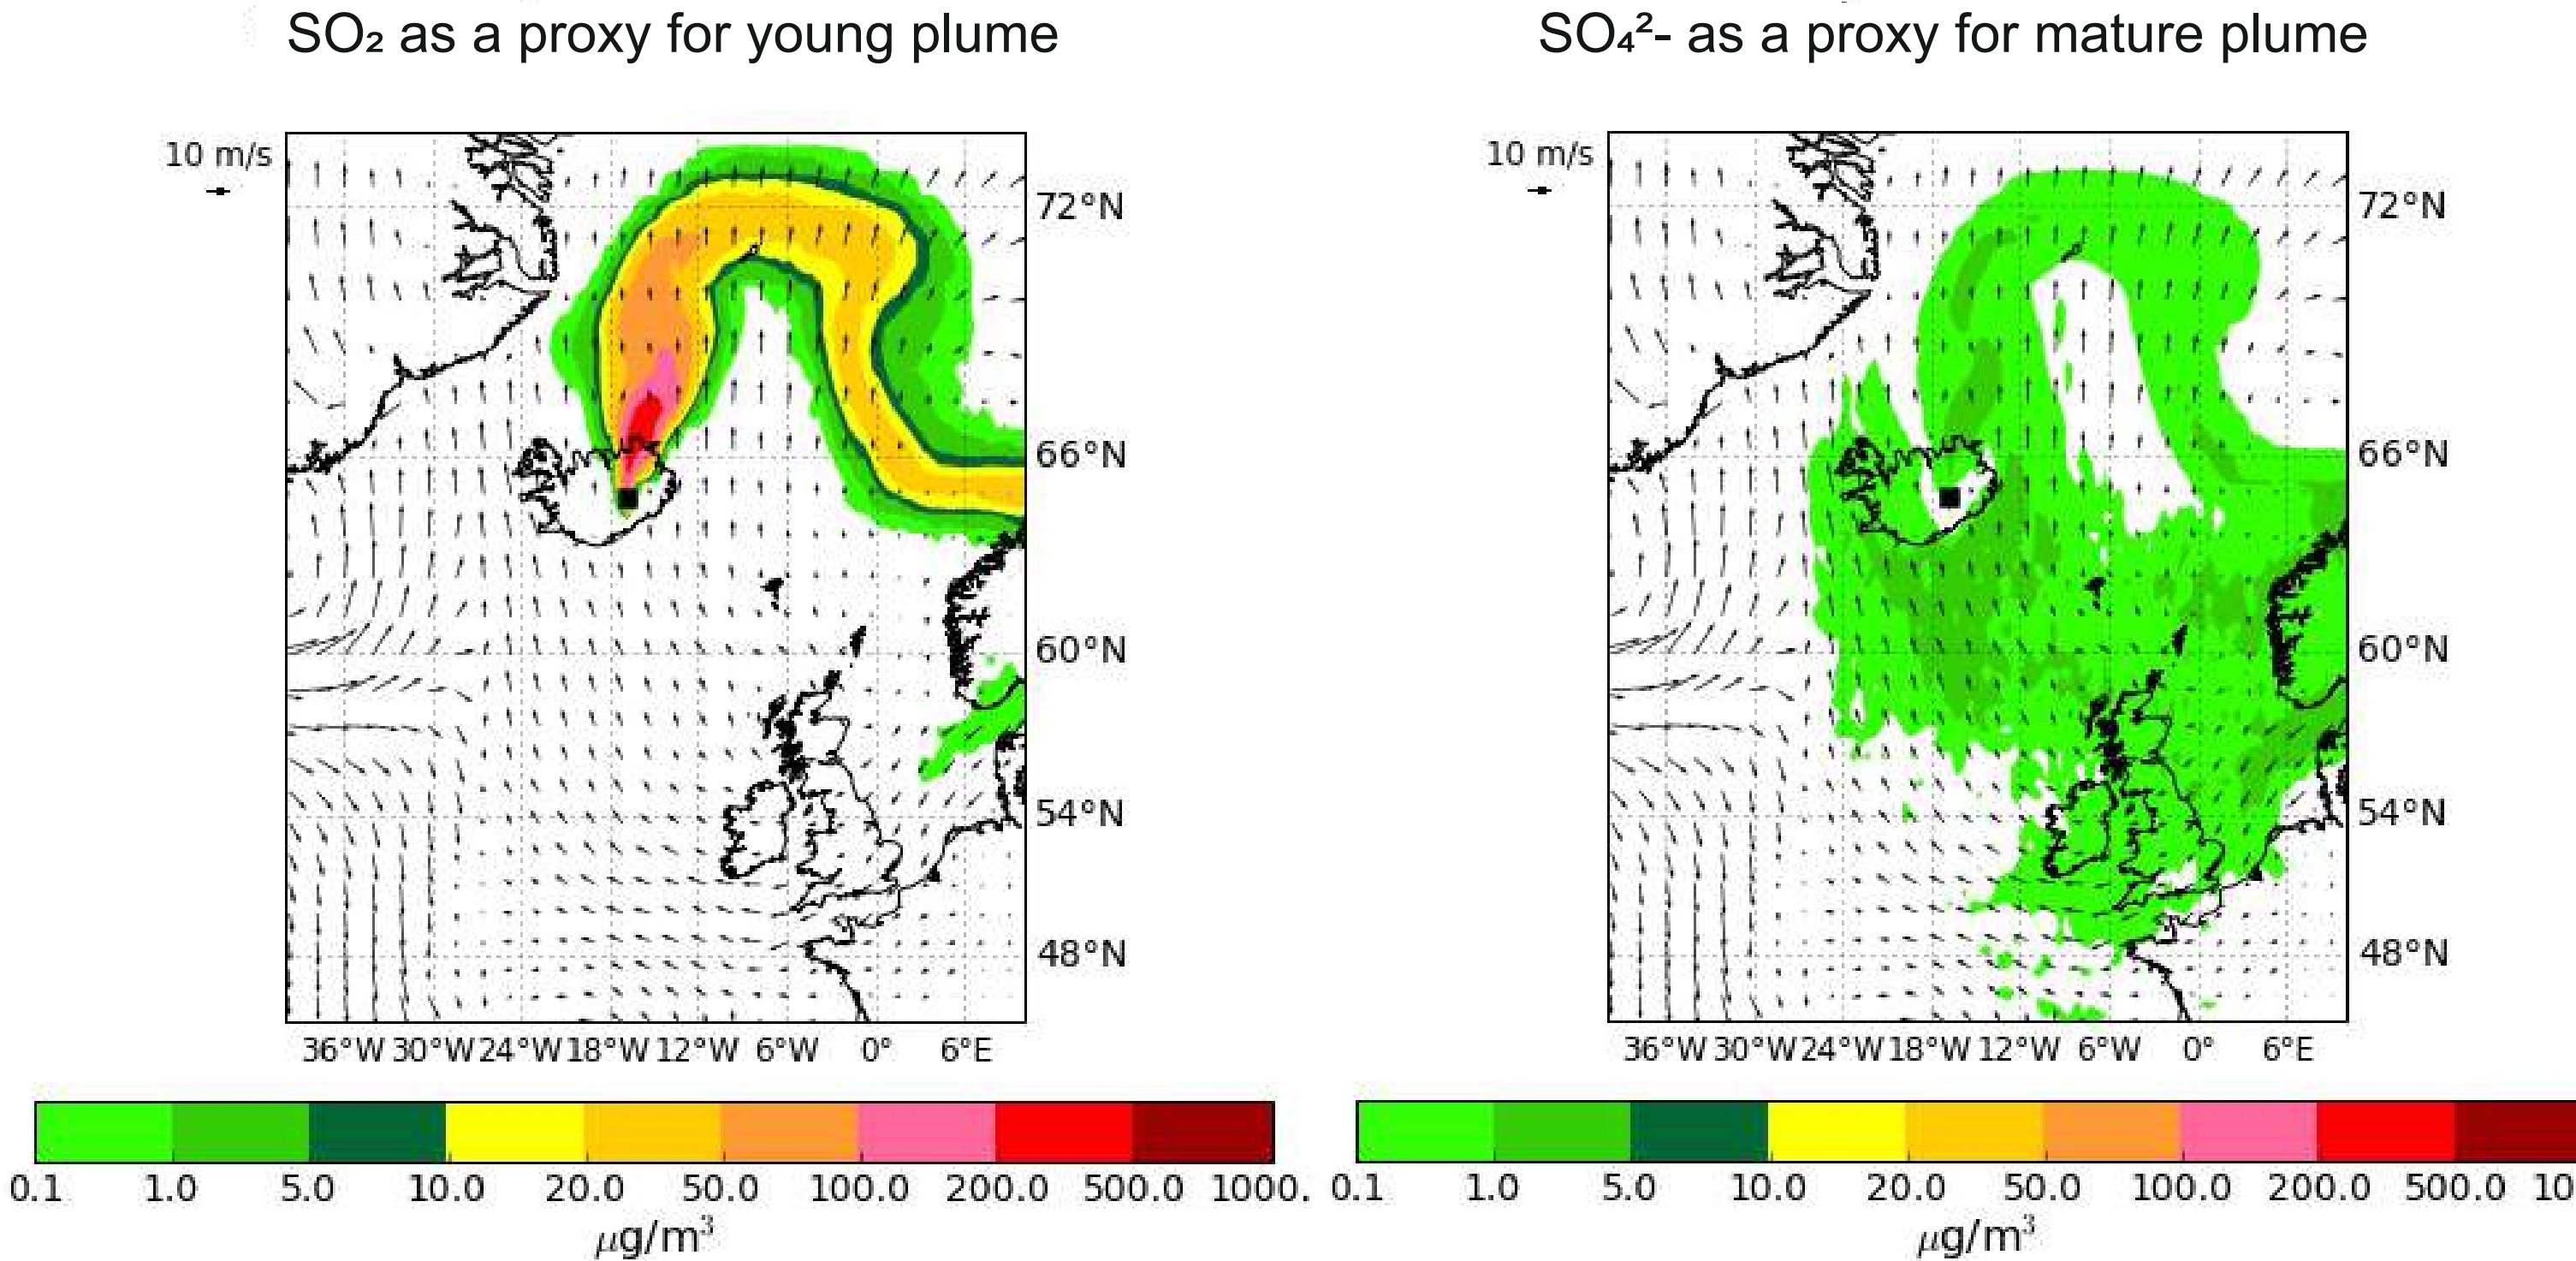 SO₂ as a proxy for young plume
SO₄²- as a proxy for mature plume
10 m/s
72°N
66°N
60°N
54°N
48°N
36°W 30°W 24°W 18°W 12°W 6°W 0° 6°E
0.1 1.0 5.0 10.0 20.0 50.0 100.0 200.0 500.0 1000.
μg/m³
10 m/s
72°N
66°N
60°N
54°N
48°N
36°W 30°W 24°W 18°W 12°W 6°W 0° 6°E
0.1 1.0 5.0 10.0 20.0 50.0 100.0 200.0 500.0 10
μg/m³